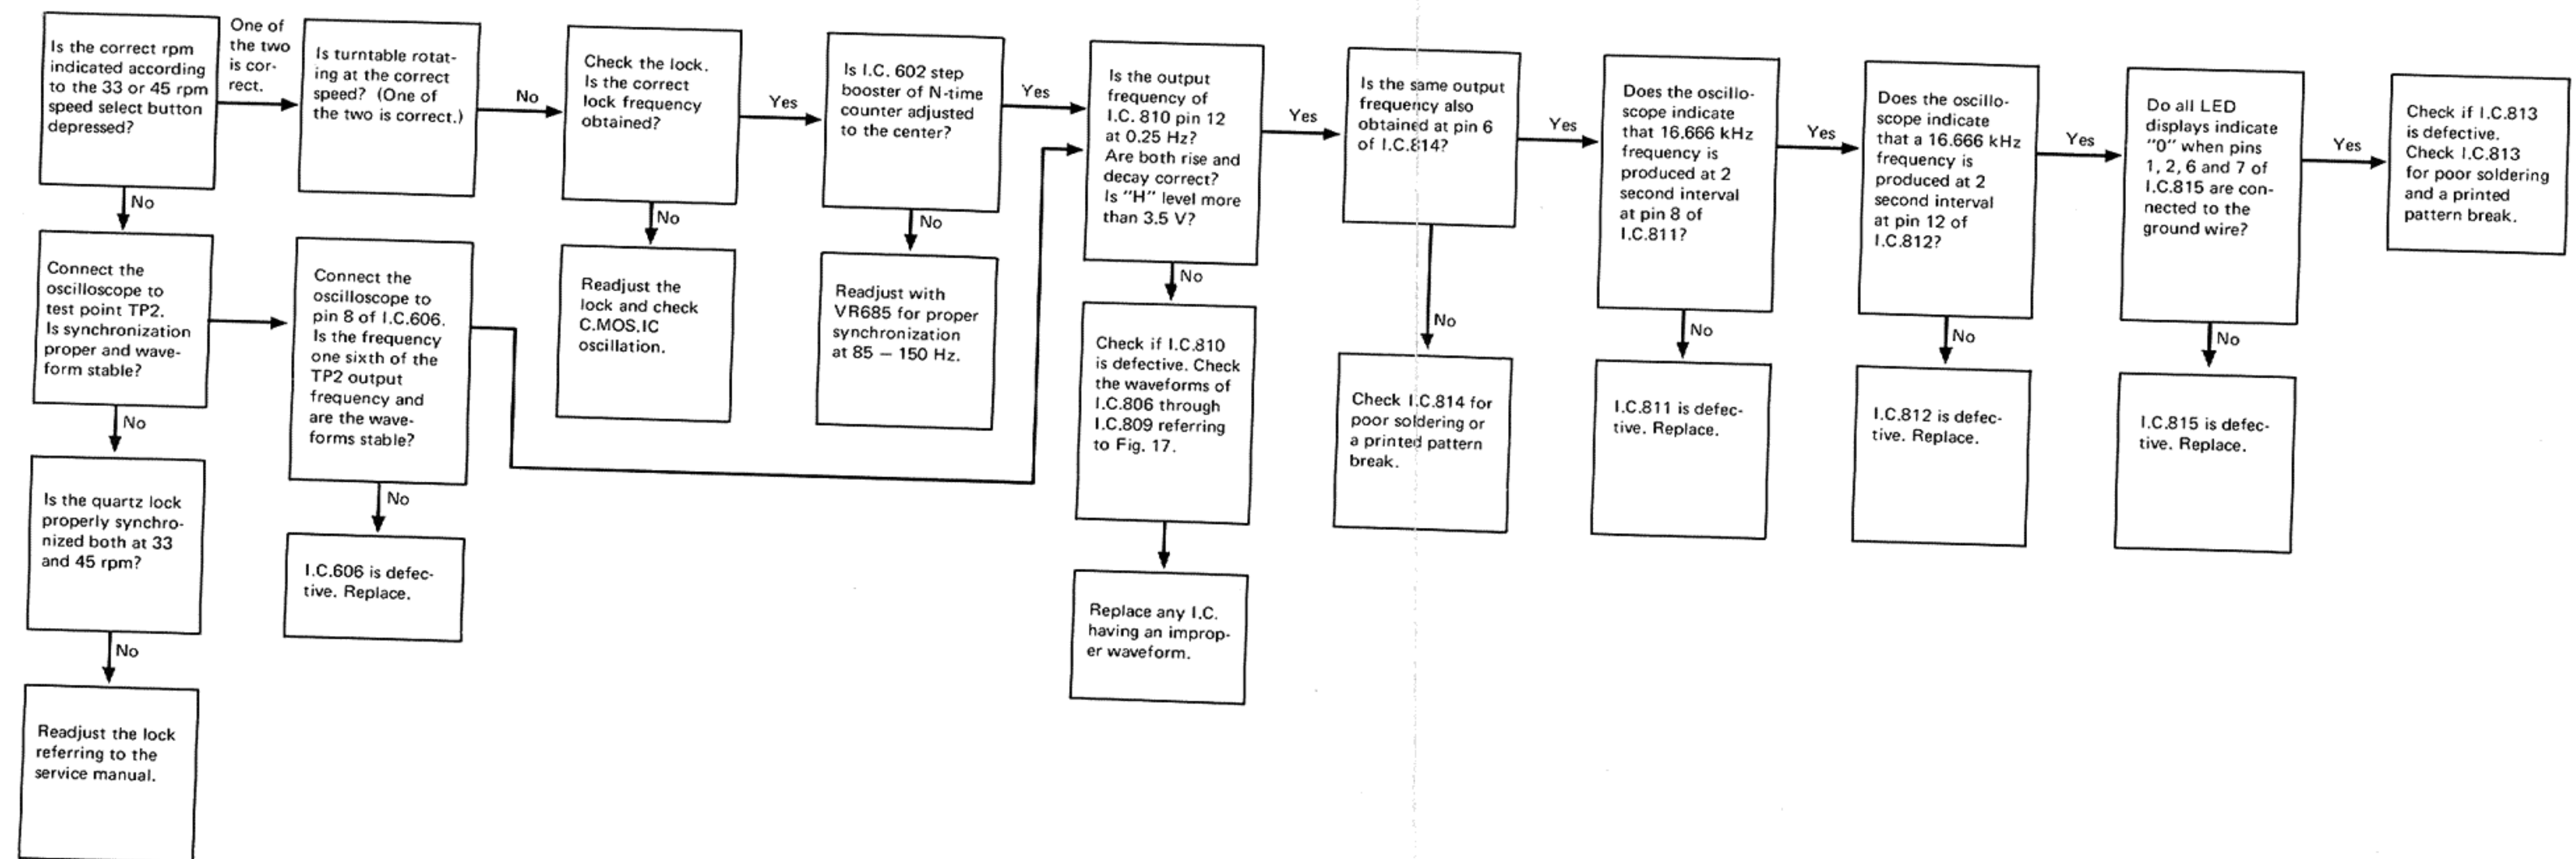 Is the correct rpm
indicated according
to the 33 or 45 rpm
speed select button
depressed?
One of
the two
is cor-
rect.
Is turntable rotat-
ing at the correct
speed? (One of
the two is correct.)
No
Check the lock.
Is the correct
lock frequency
obtained?
Yes
Is I.C. 602 step
booster of N-time
counter adjusted
to the center?
Yes
Is the output
frequency of
I.C. 810 pin 12
at 0.25 Hz?
Are both rise and
decay correct?
Is "H" level more
than 3.5 V?
Yes
Is the same output
frequency also
obtained at pin 6
of I.C.814?
Yes
Does the oscillo-
scope indicate
that 16.666 kHz
frequency is
produced at 2
second interval
at pin 8 of
I.C.811?
Yes
Does the oscillo-
scope indicate
that a 16.666 kHz
frequency is
produced at 2
second interval
at pin 12 of
I.C.812?
Yes
Do all LED
displays indicate
"0" when pins
1, 2, 6 and 7 of
I.C.815 are con-
nected to the
ground wire?
Yes
Check if I.C.813
is defective.
Check I.C.813
for poor soldering
and a printed
pattern break.
No
No
No
No
No
No
No
No
Connect the
oscilloscope to
test point TP2.
Is synchronization
proper and wave-
form stable?
Connect the
oscilloscope to
pin 8 of I.C.606.
Is the frequency
one sixth of the
TP2 output
frequency and
are the wave-
forms stable?
Readjust the
lock and check
C.MOS.IC
oscillation.
Readjust with
VR685 for proper
synchronization
at 85 – 150 Hz.
Check if I.C.810
is defective. Check
the waveforms of
I.C.806 through
I.C.809 referring
to Fig. 17.
Check I.C.814 for
poor soldering or
a printed pattern
break.
I.C.811 is defec-
tive. Replace.
I.C.812 is defec-
tive. Replace.
I.C.815 is defec-
tive. Replace.
No
No
Is the quartz lock
properly synchro-
nized both at 33
and 45 rpm?
I.C.606 is defec-
tive. Replace.
Replace any I.C.
having an improp-
er waveform.
No
Readjust the lock
referring to the
service manual.